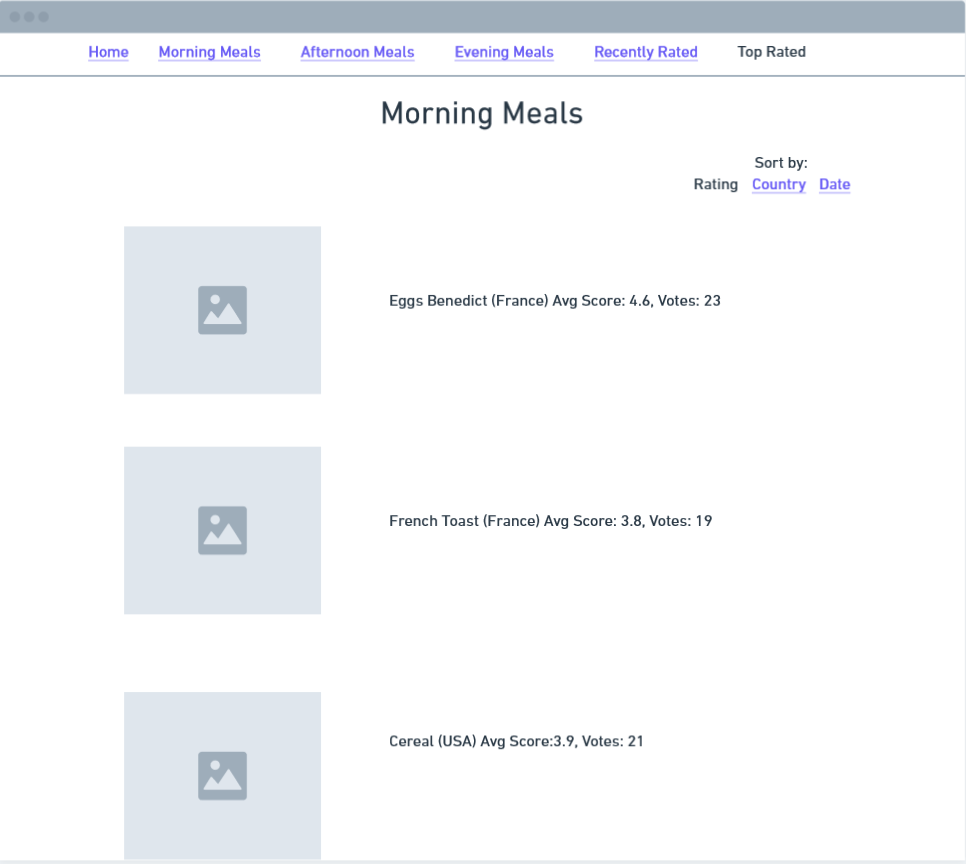 Home Morning Meals Afternoon Meals Evening Meals Recently Rated Top Rated
Morning Meals
Sort by:
Rating Country Date
Eggs Benedict (France) Avg Score: 4.6, Votes: 23
French Toast (France) Avg Score: 3.8, Votes: 19
Cereal (USA) Avg Score:3.9, Votes: 21